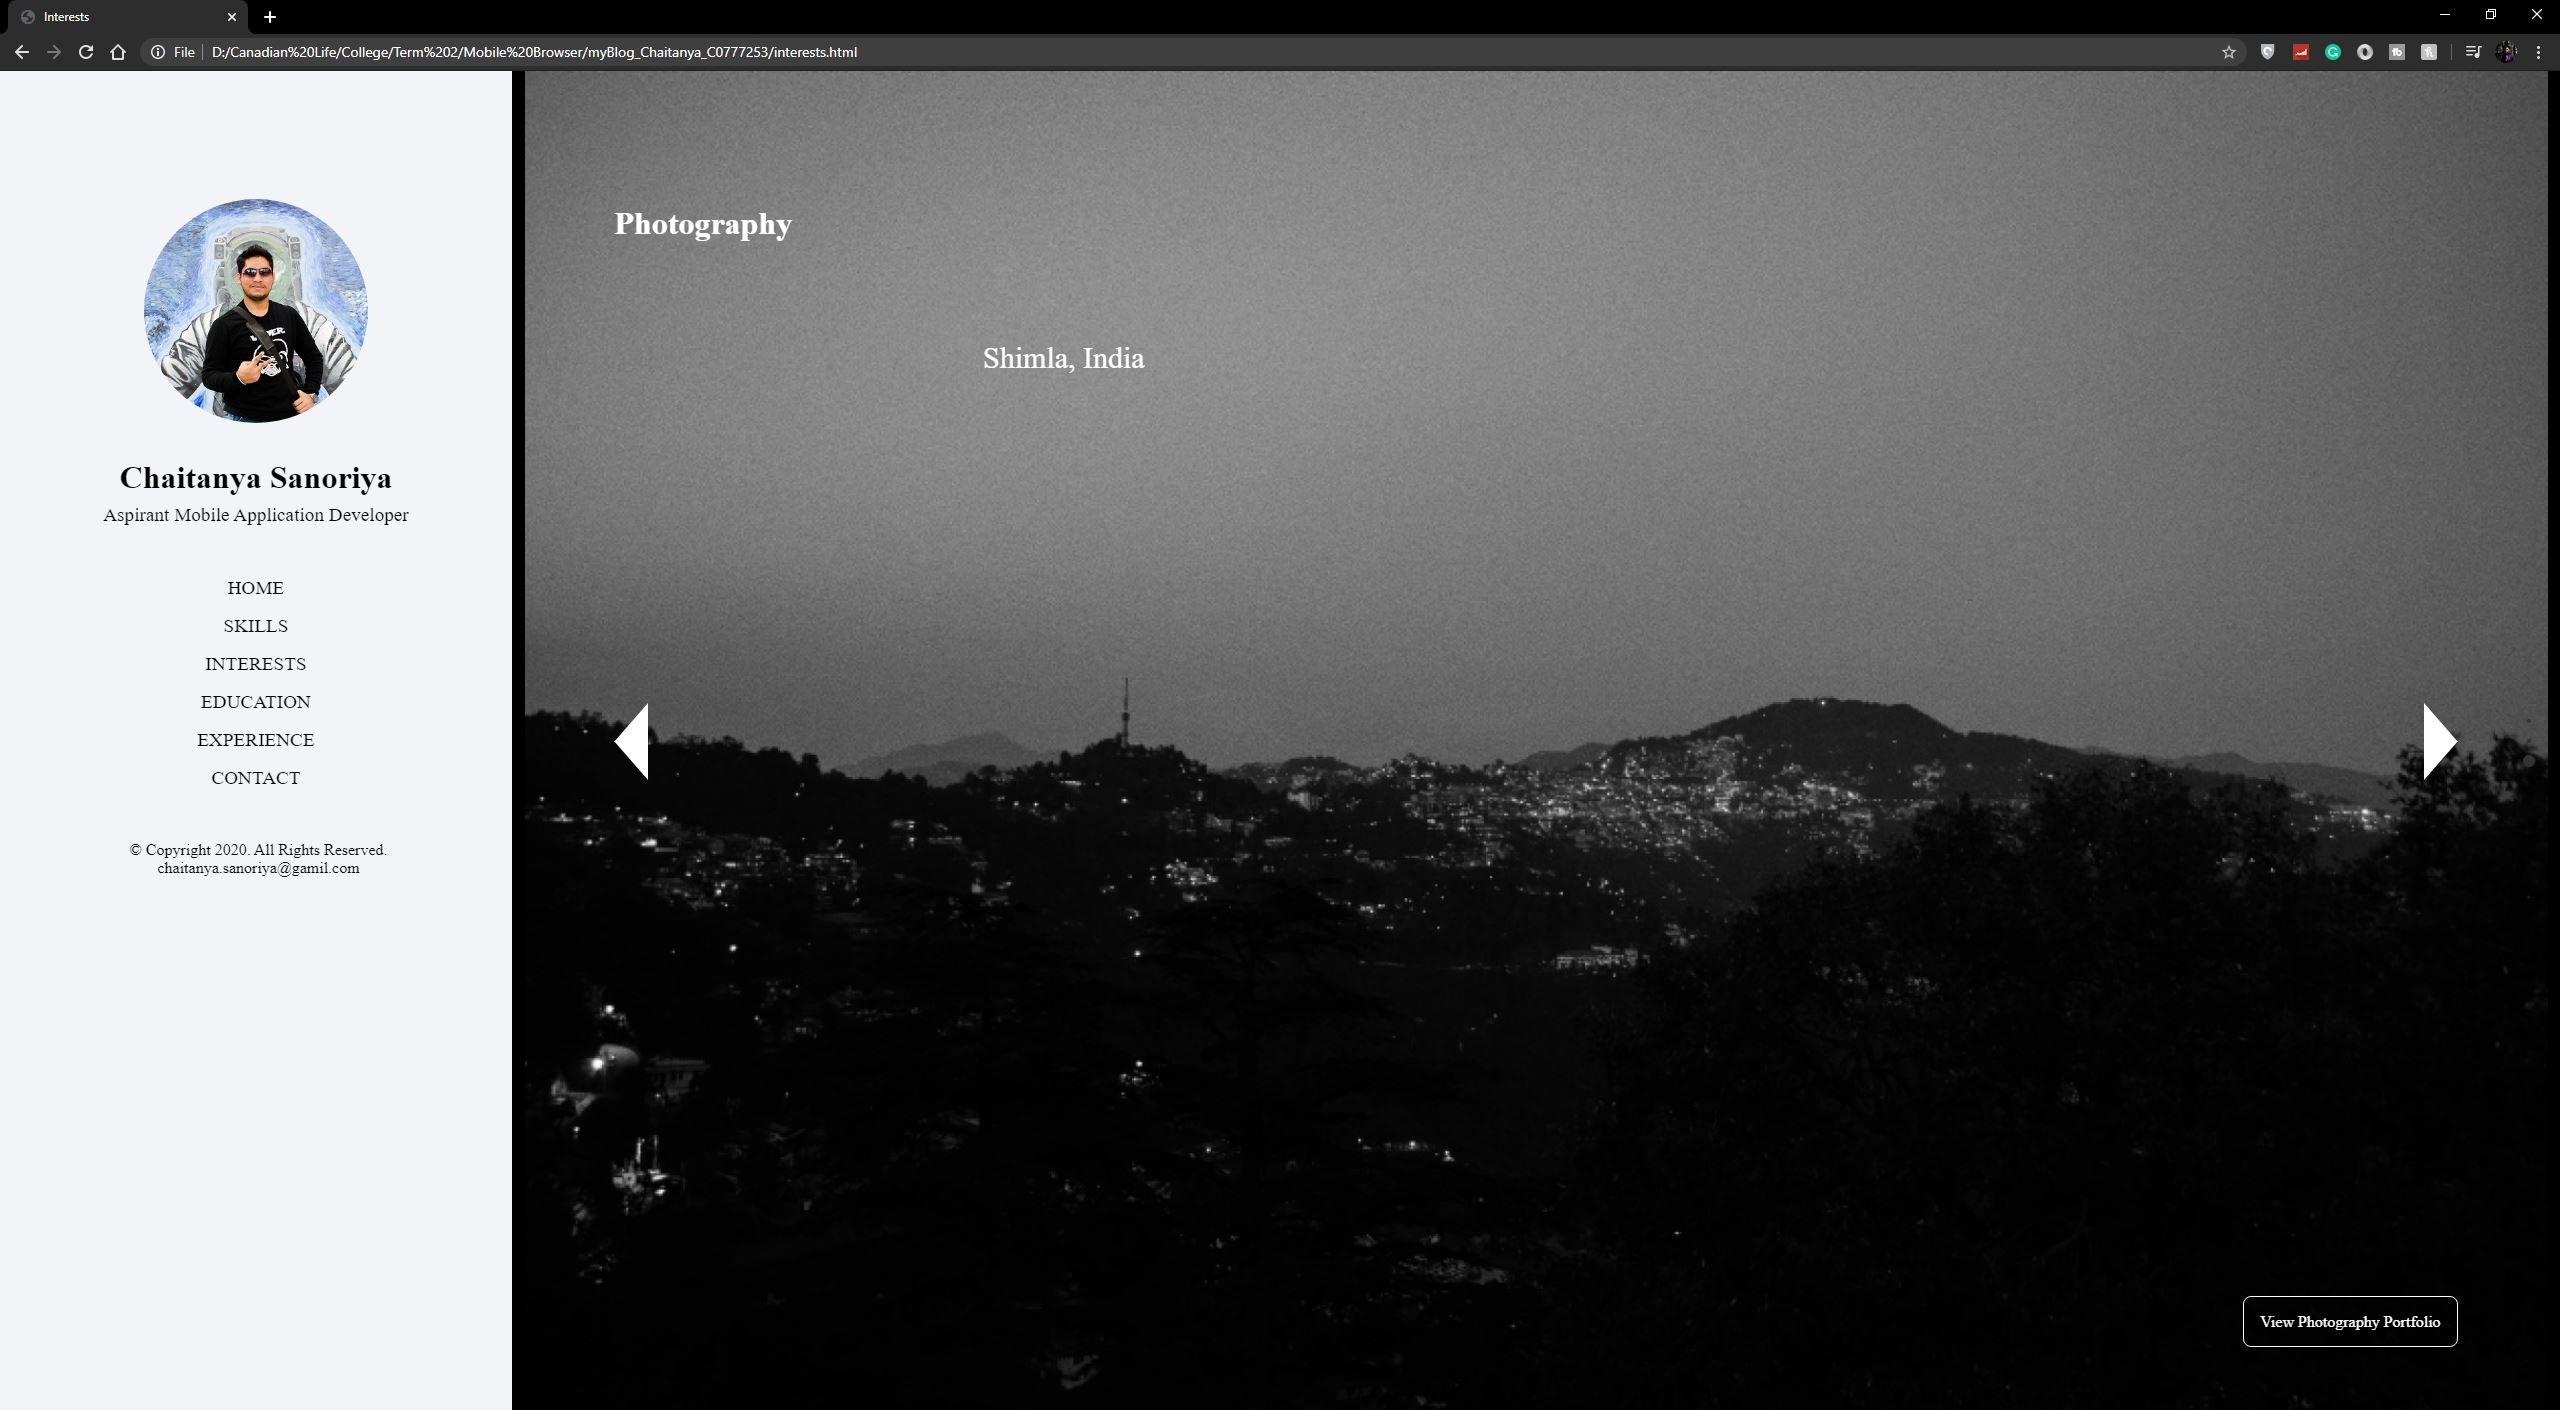 Interests
File
D:/Canadian%20Life/College/Term%202/Mobile%20Browser/myBlog_Chaitanya_C0777253/interests.html
Chaitanya Sanoriya
Aspirant Mobile Application Developer
HOME
SKILLS
INTERESTS
EDUCATION
EXPERIENCE
CONTACT
© Copyright 2020. All Rights Reserved.
chaitanya.sanoriya@gamil.com
Photography
Shimla, India
View Photography Portfolio